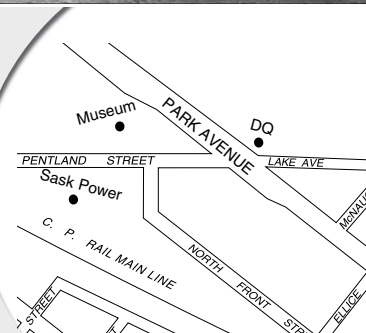 Museum
PARK AVENUE
DQ
PENTLAND STREET
LAKE AVE
Sask Power
C. P. RAIL MAIN LINE
NORTH FRONT
ELLICE
STREET